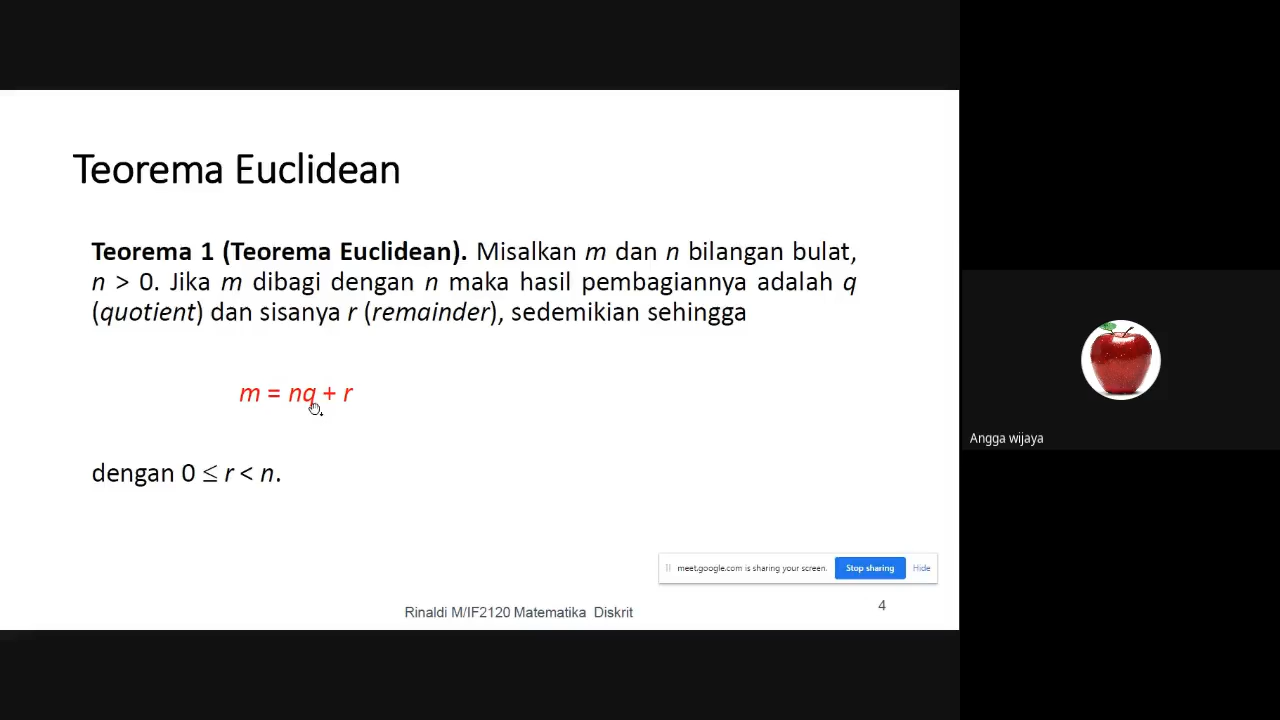 Teorema Euclidean
Teorema 1 (Teorema Euclidean). Misalkan m dan n bilangan bulat,
n > 0. Jika m dibagi dengan n maka hasil pembagiannya adalah q
(quotient) dan sisanya r (remainder), sedemikian sehingga
m = nq + r
dengan 0 ≤ r < n.
meet.google.com is sharing your screen.
Stop sharing
Hide
Rinaldi M/IF2120 Matematika Diskrit
4
Angga wijaya